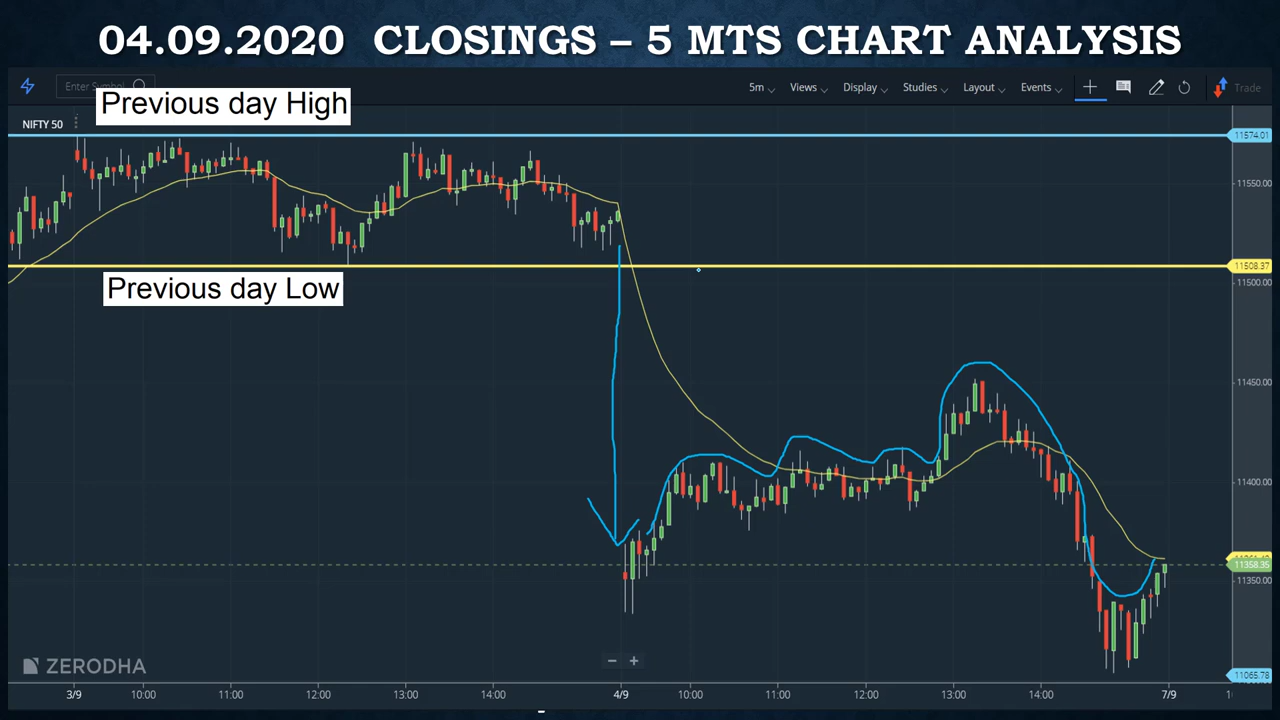 04.09.2020 CLOSINGS – 5 MTS CHART ANALYSIS
5m Views Display Studies Layout Events Trade
Previous day High
NIFTY 50
11574.01
11550.00
11508.37
Previous day Low
11500.00
11450.00
11400.00
11358.35
11350.00
ZERODHA
11065.78
3/9 10:00 11:00 12:00 13:00 14:00 4/9 10:00 11:00 12:00 13:00 14:00 7/9